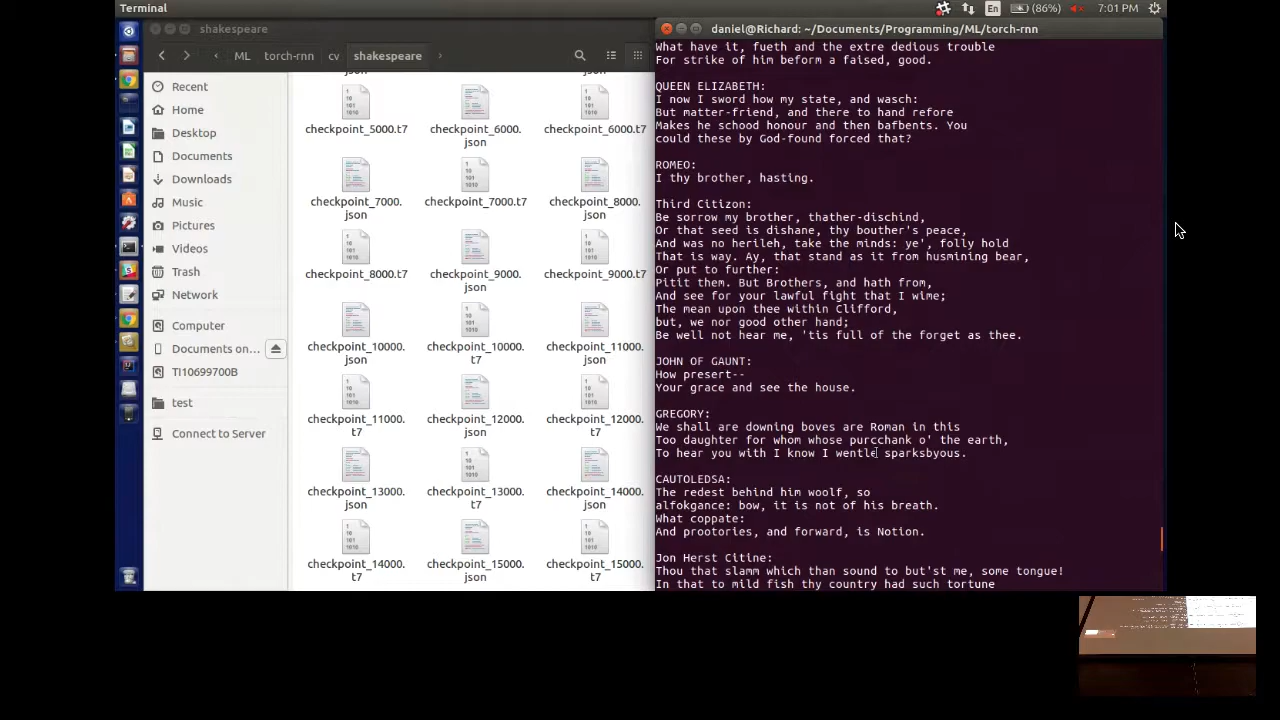 Terminal
En
(86%)
7:01 PM
shakespeare
ML
torch-rnn
cv
shakespeare
Recent
Home
Desktop
Documents
Downloads
Music
Pictures
Videos
Trash
Network
Computer
Documents on...
TI10699700B
test
Connect to Server
json
checkpoint_5000.t7
checkpoint_6000.
json
checkpoint_6000.t7
checkpoint_7000.
json
checkpoint_7000.t7
checkpoint_8000.
json
checkpoint_8000.t7
checkpoint_9000.
json
checkpoint_9000.t7
checkpoint_10000.
json
checkpoint_10000.
t7
checkpoint_11000.
json
checkpoint_11000.
t7
checkpoint_12000.
json
checkpoint_12000.
t7
checkpoint_13000.
json
checkpoint_13000.
t7
checkpoint_14000.
json
checkpoint_14000.
t7
checkpoint_15000.
json
checkpoint_15000.
t7
daniel@Richard: ~/Documents/Programming/ML/torch-rnn
What have it, fueth and the extre dedious trouble
For strike of him beform a faised, good.
QUEEN ELIZABETH:
I now I sword how my state, and wasch-s
But matter-friend, and there to hand refore
Makes he schood honour and then bafbents. You
could these by God-found forced that?
ROMEO:
I thy brother, hasting.
Third Citizon:
Be sorrow my brother, thather-dischind,
Or that seed is dishane, thy bouther's peace,
And was no derileh, take the minds: ye', folly hold
That is way. Ay, that stand as it from husmining bear,
Or put to further:
Pitit them. But Brothers, and hath from,
And see for your lawful fight that I wime;
The mean upon thee within Clifford,
but, we nor good other hand;
Be well not hear me, 'tis full of the forget as thee.
JOHN OF GAUNT:
How presert--
Your grace and see the house.
GREGORY:
We shall are downing boves are Roman in this
Too daughter for whom whose purcchank o' the earth,
To hear you with I know I wentle sparksbyous.
CAUTOLEDSA:
The redest behind him woolf, so
alfokgance: bow, it is not of his breath.
What coppate:
And proctories, and forward, is Notion.
Jon Herst Citine:
Thou that slamm which than sound to but'st me, some tongue!
In that to mild fish thy country had such tortune